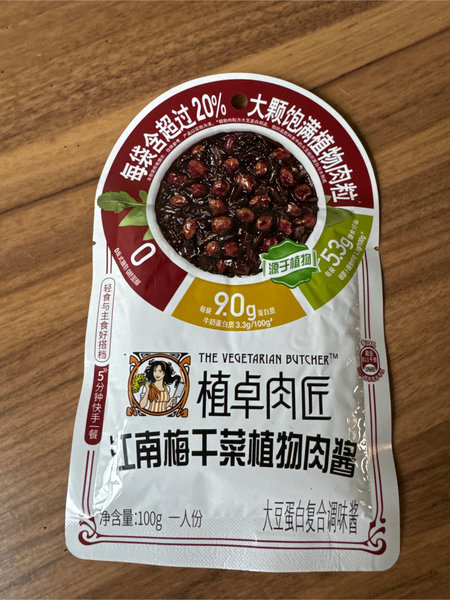 每袋含超过20% 大颗饱满植物肉粒
0
源于植物
每袋 5.3g
每袋 9.0g 蛋白质
牛奶蛋白质 3.3g/100g
轻食与主食好搭档
5分钟快手一餐
THE VEGETARIAN BUTCHER™
植卓肉匠
江南梅干菜植物肉酱
净含量:100g 一人份
大豆蛋白复合调味酱